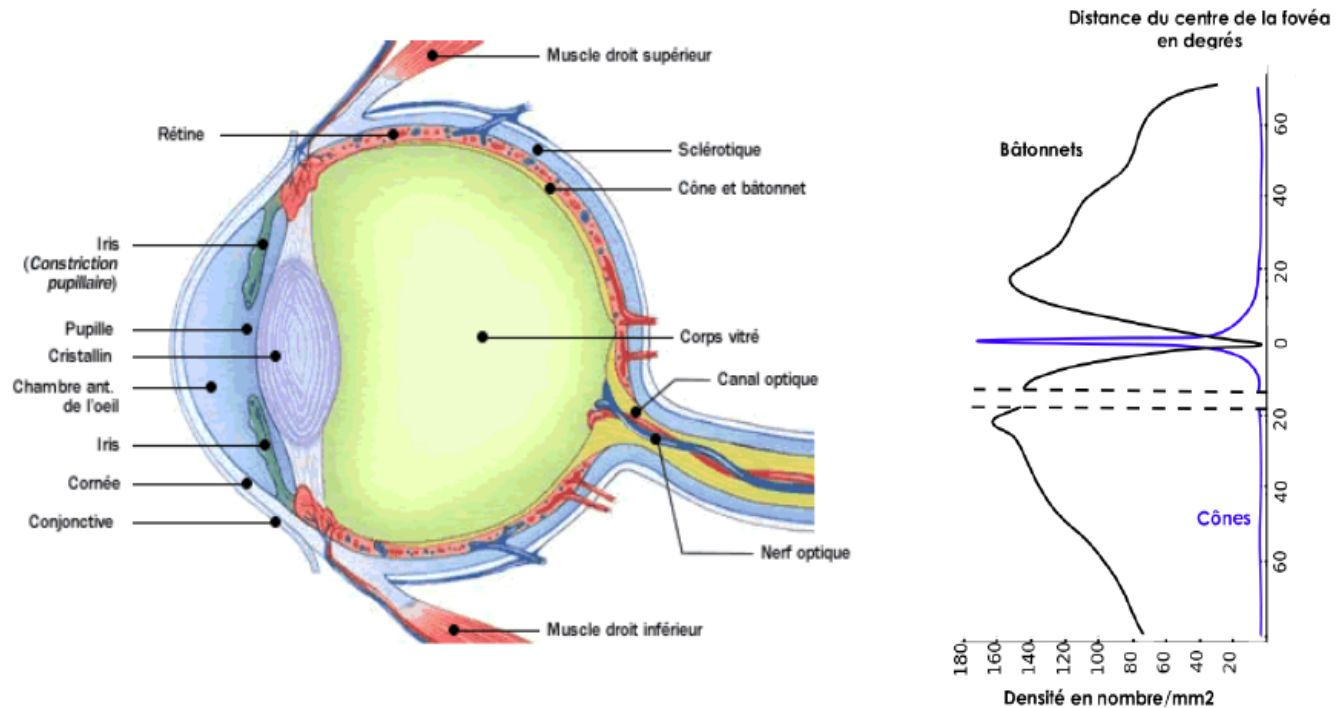 Muscle droit supérieur
Rétine
Sclérotique
Cône et bâtonnet
Iris
(Constriction
pupillaire)
Pupille
Cristallin
Corps vitré
Chambre ant.
de l'oeil
Canal optique
Iris
Cornée
Conjonctive
Nerf optique
Muscle droit inférieur
Distance du centre de la fovéa
en degrés
Bâtonnets
60
40
20
0
20
40
60
Cônes
180
160
140
120
100
80
60
40
20
Densité en nombre/mm2